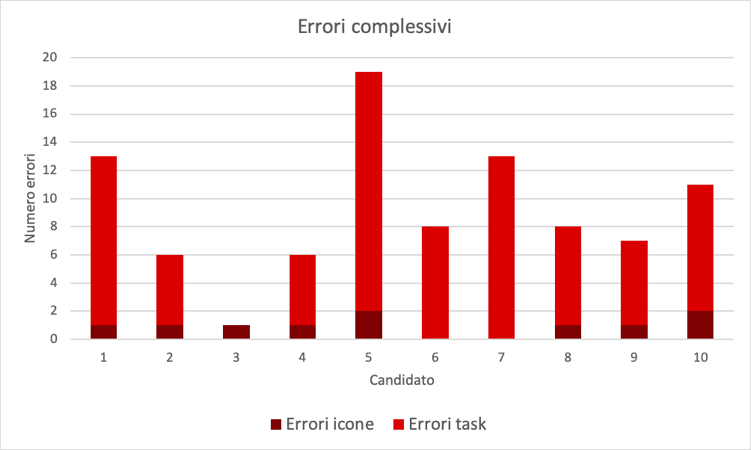 Errori complessivi
20
18
16
14
12
10
8
6
4
2
0
Numero errori
1 2 3 4 5 6 7 8 9 10
Candidato
Errori icone Errori task